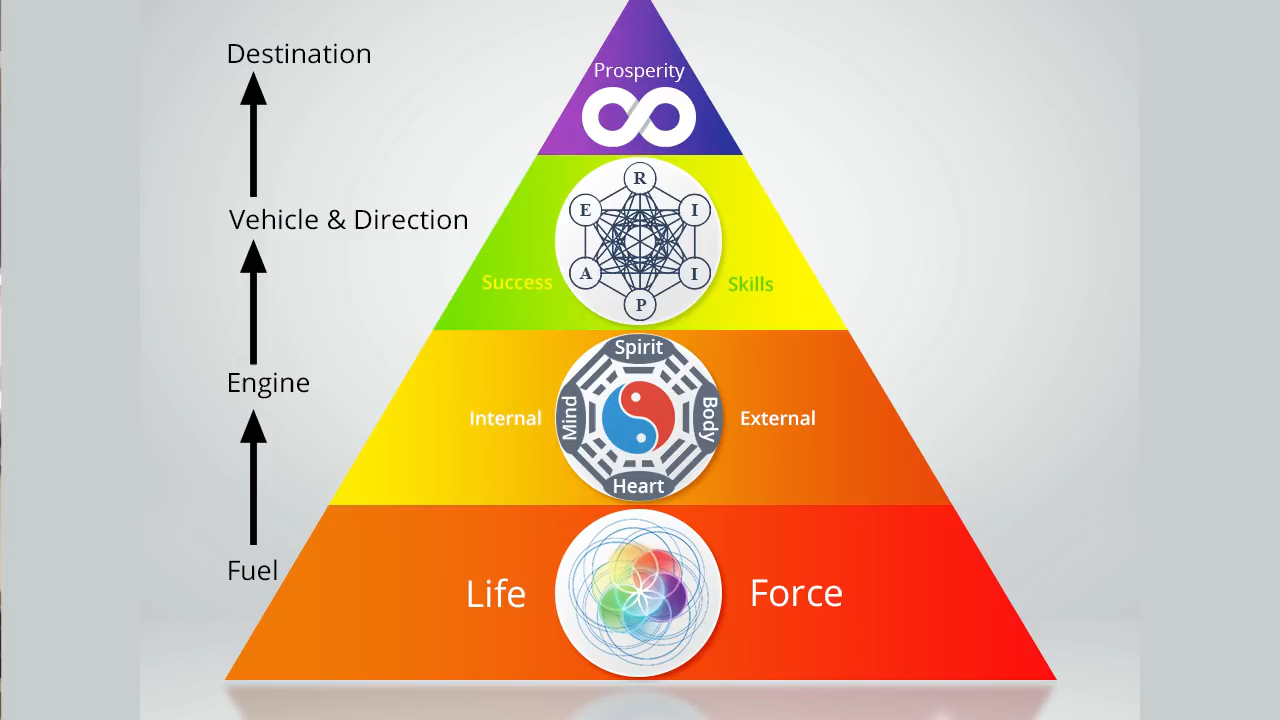 Destination
Prosperity
R
E
I
Vehicle & Direction
A
I
Success
Skills
P
Spirit
Engine
Internal
Mind
Body
External
Heart
Fuel
Life
Force